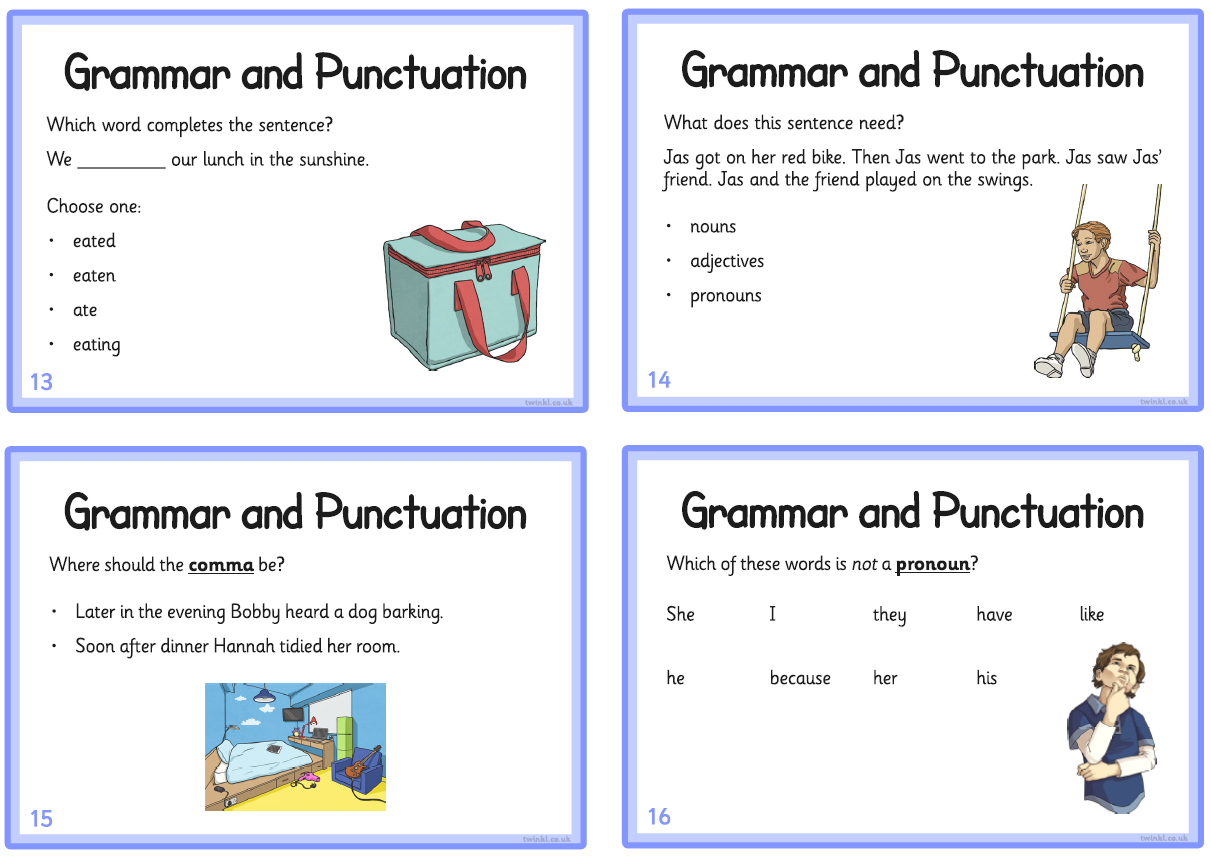 Grammar and Punctuation
Which word completes the sentence?
We _________ our lunch in the sunshine.
Choose one:
• eated
• eaten
• ate
• eating
13
twinkl.co.uk
Grammar and Punctuation
What does this sentence need?
Jas got on her red bike. Then Jas went to the park. Jas saw Jas’
friend. Jas and the friend played on the swings.
• nouns
• adjectives
• pronouns
14
twinkl.co.uk
Grammar and Punctuation
Where should the comma be?
• Later in the evening Bobby heard a dog barking.
• Soon after dinner Hannah tidied her room.
15
twinkl.co.uk
Grammar and Punctuation
Which of these words is not a pronoun?
She I they have like
he because her his
16
twinkl.co.uk